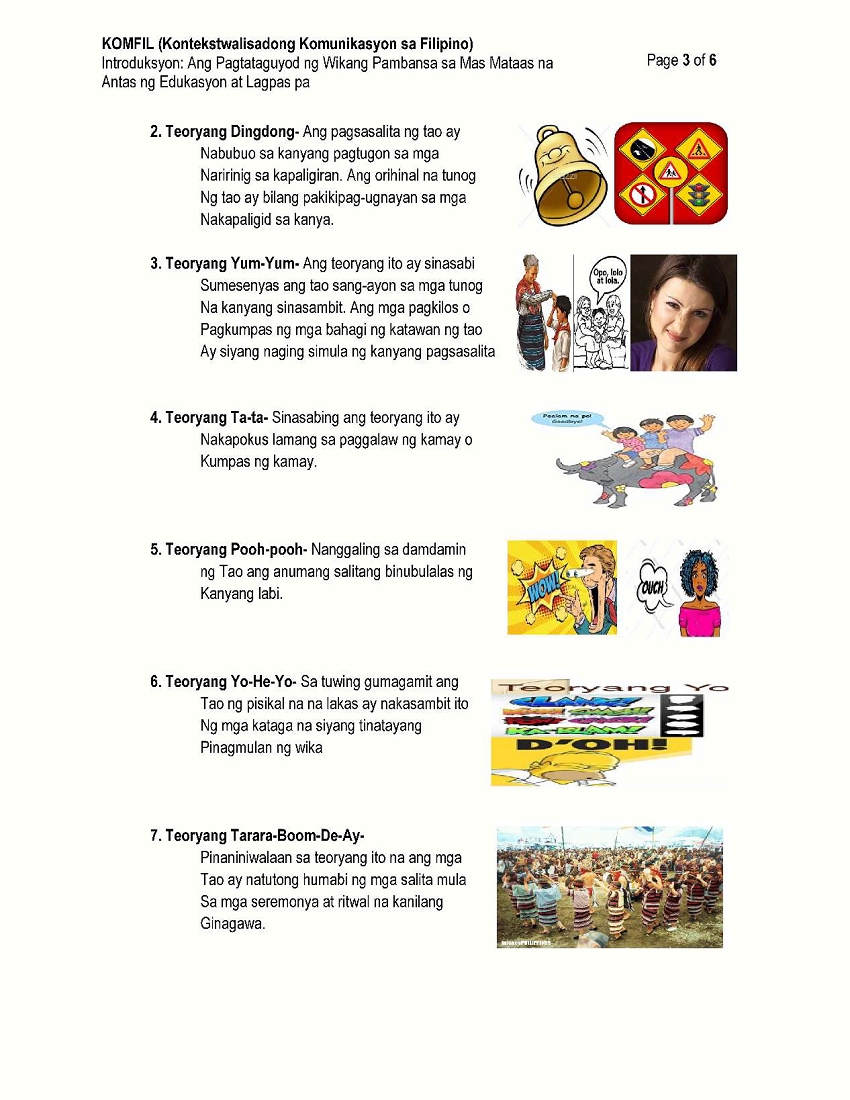 KOMFIL (Kontekstwalisadong Komunikasyon sa Filipino)
Introduksyon: Ang Pagtataguyod ng Wikang Pambansa sa Mas Mataas na
Antas ng Edukasyon at Lagpas pa
Page 3 of 6
2. Teoryang Dingdong- Ang pagsasalita ng tao ay
Nabubuo sa kanyang pagtugon sa mga
Naririnig sa kapaligiran. Ang orihinal na tunog
Ng tao ay bilang pakikipag-ugnayan sa mga
Nakapaligid sa kanya.
3. Teoryang Yum-Yum- Ang teoryang ito ay sinasabi
Sumesenyas ang tao sang-ayon sa mga tunog
Na kanyang sinasambit. Ang mga pagkilos o
Pagkumpas ng mga bahagi ng katawan ng tao
Ay siyang naging simula ng kanyang pagsasalita
Opo, lolo
at lola.
4. Teoryang Ta-ta- Sinasabing ang teoryang ito ay
Nakapokus lamang sa paggalaw ng kamay o
Kumpas ng kamay.
Paalam na po!
Goodbye!
5. Teoryang Pooh-pooh- Nanggaling sa damdamin
ng Tao ang anumang salitang binubulalas ng
Kanyang labi.
WOW!
OUCH
6. Teoryang Yo-He-Yo- Sa tuwing gumagamit ang
Tao ng pisikal na na lakas ay nakasambit ito
Ng mga kataga na siyang tinatayang
Pinagmulan ng wika
Teoryang Yo
KA-BLAM!
D'OH!
7. Teoryang Tarara-Boom-De-Ay-
Pinaniniwalaan sa teoryang ito na ang mga
Tao ay natutong humabi ng mga salita mula
Sa mga seremonya at ritwal na kanilang
Ginagawa.